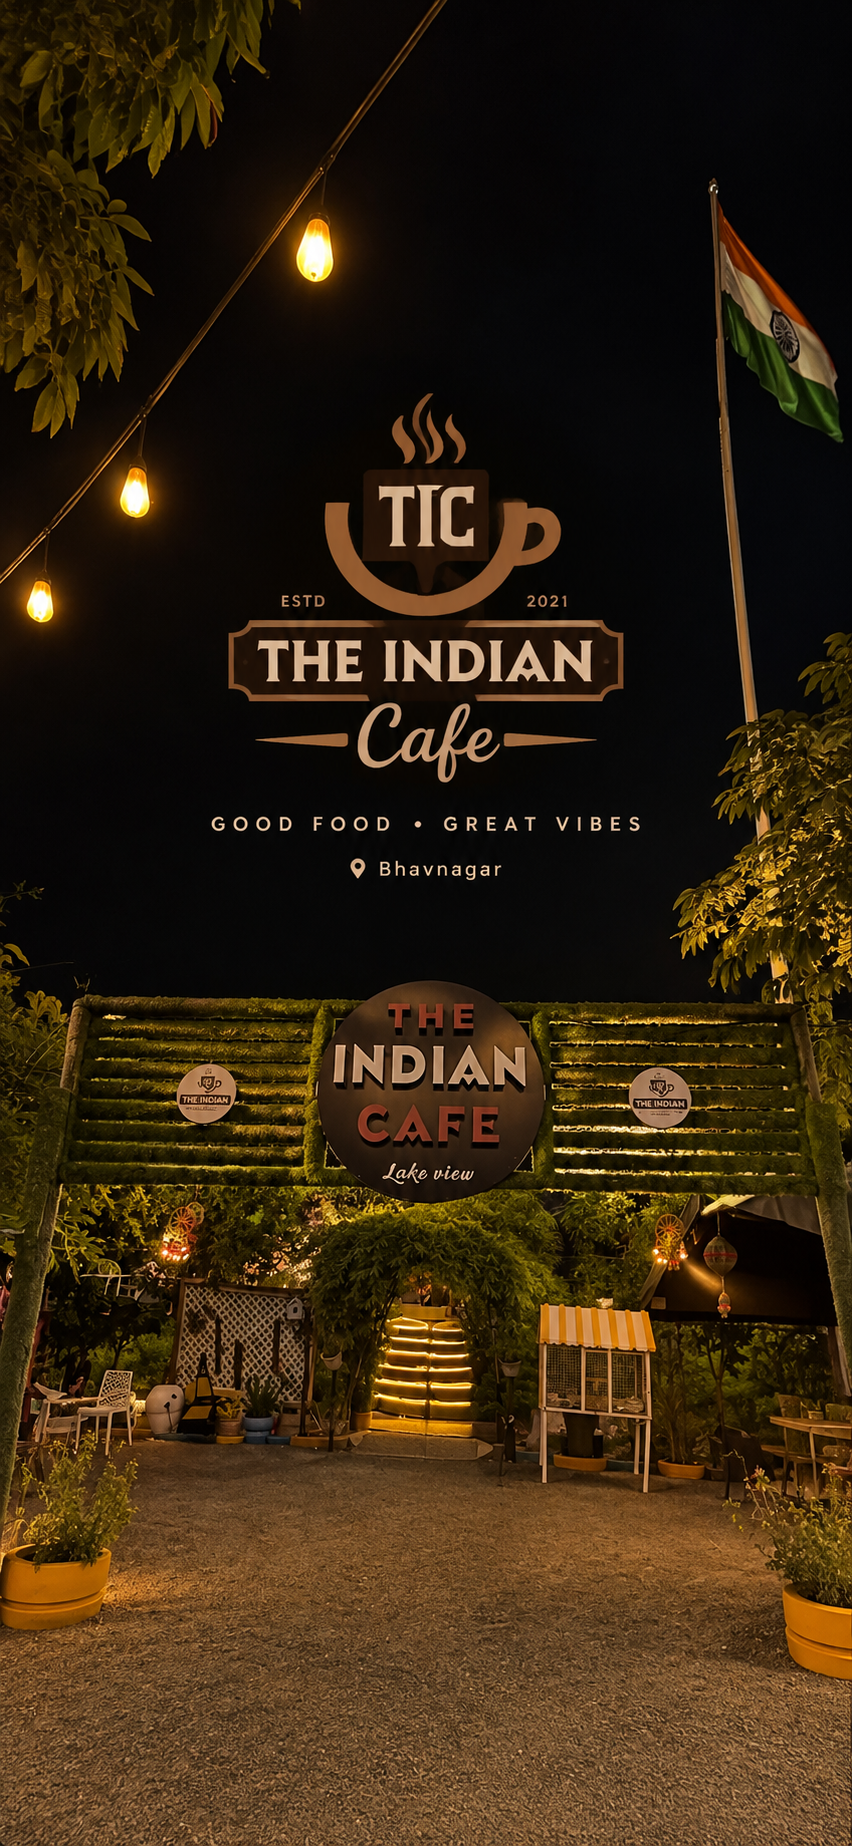 TIC
ESTD 2021
THE INDIAN
Cafe
GOOD FOOD • GREAT VIBES
Bhavnagar
THE
INDIAN
CAFE
Lake view
THE INDIAN
THE INDIAN